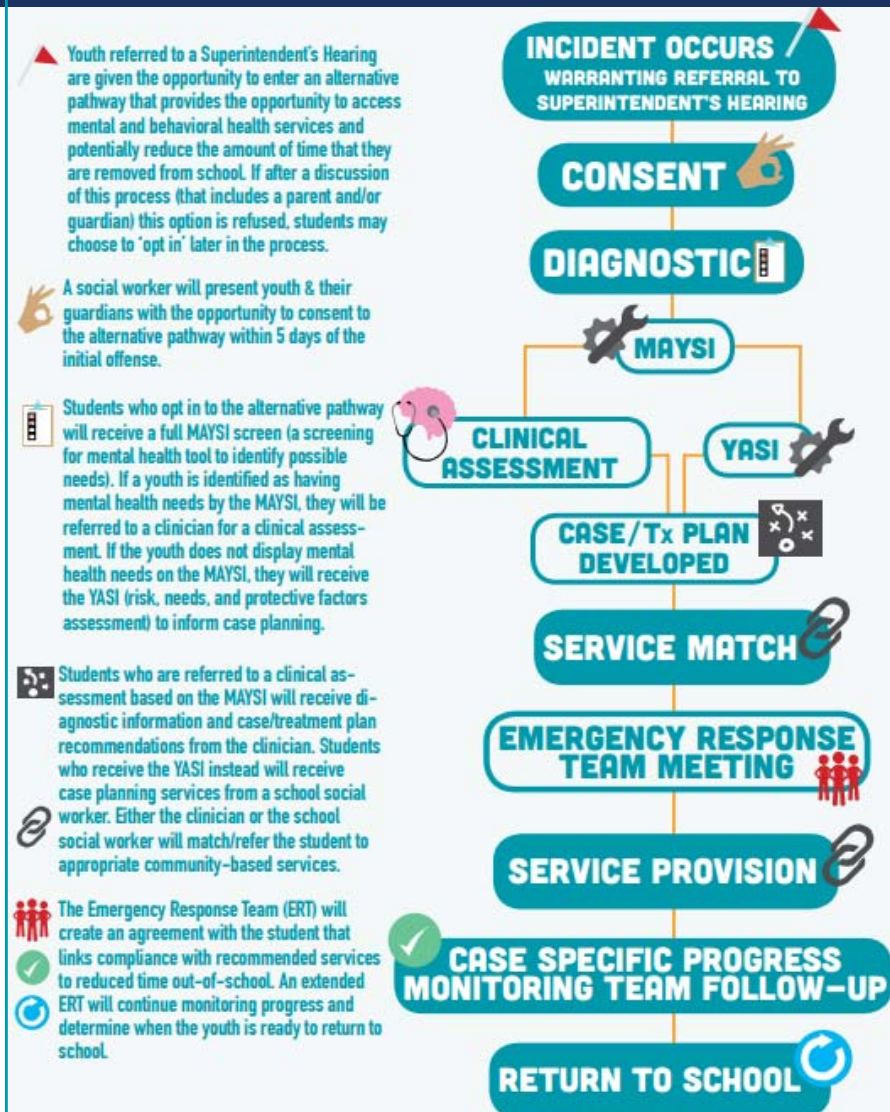 Youth referred to a Superintendent's Hearing
are given the opportunity to enter an alternative
pathway that provides the opportunity to access
mental and behavioral health services and
potentially reduce the amount of time that they
are removed from school. If after a discussion
of this process (that includes a parent and/or
guardian) this option is refused, students may
choose to 'opt in' later in the process.
A social worker will present youth & their
guardians with the opportunity to consent to
the alternative pathway within 5 days of the
initial offense.
Students who opt in to the alternative pathway
will receive a full MAYSI screen (a screening
for mental health tool to identify possible
needs). If a youth is identified as having
mental health needs by the MAYSI, they will be
referred to a clinician for a clinical assess-
ment. If the youth does not display mental
health needs on the MAYSI, they will receive
the YASI (risk, needs, and protective factors
assessment) to inform case planning.
Students who are referred to a clinical as-
sessment based on the MAYSI will receive di-
agnostic information and case/treatment plan
recommendations from the clinician. Students
who receive the YASI instead will receive
case planning services from a school social
worker. Either the clinician or the school
social worker will match/refer the student to
appropriate community-based services.
The Emergency Response Team (ERT) will
create an agreement with the student that
links compliance with recommended services
to reduced time out-of-school. An extended
ERT will continue monitoring progress and
determine when the youth is ready to return to
school.
INCIDENT OCCURS
WARRANTING REFERRAL TO
SUPERINTENDENT'S HEARING
CONSENT
DIAGNOSTIC
MAYSI
CLINICAL
ASSESSMENT
YASI
CASE/Tx PLAN
DEVELOPED
SERVICE MATCH
EMERGENCY RESPONSE
TEAM MEETING
SERVICE PROVISION
CASE SPECIFIC PROGRESS
MONITORING TEAM FOLLOW-UP
RETURN TO SCHOOL